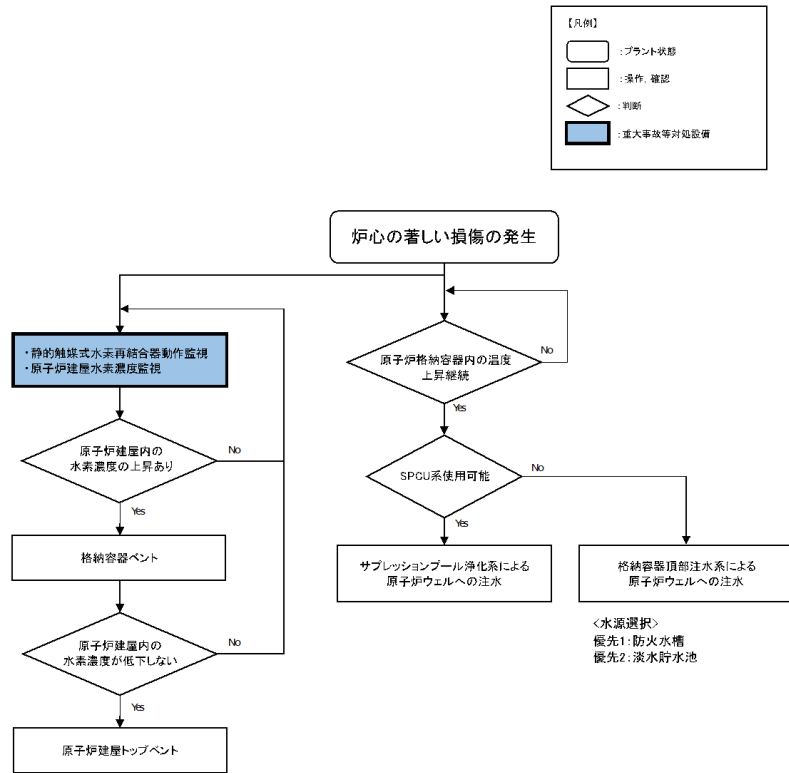 【凡例】
：プラント状態
：操作、確認
：判断
：重大事故等対処設備
炉心の著しい損傷の発生
・静的触媒式水素再結合器動作監視
・原子炉建屋水素濃度監視
原子炉格納容器内の温度
上昇継続
No
Yes
原子炉建屋内の
水素濃度の上昇あり
No
Yes
SPCU系使用可能
No
Yes
格納容器ベント
サプレッションプール浄化系による
原子炉ウェルへの注水
格納容器頂部注水系による
原子炉ウェルへの注水
＜水源選択＞
優先1：防火水槽
優先2：淡水貯水池
原子炉建屋内の
水素濃度が低下しない
No
Yes
原子炉建屋トップベント